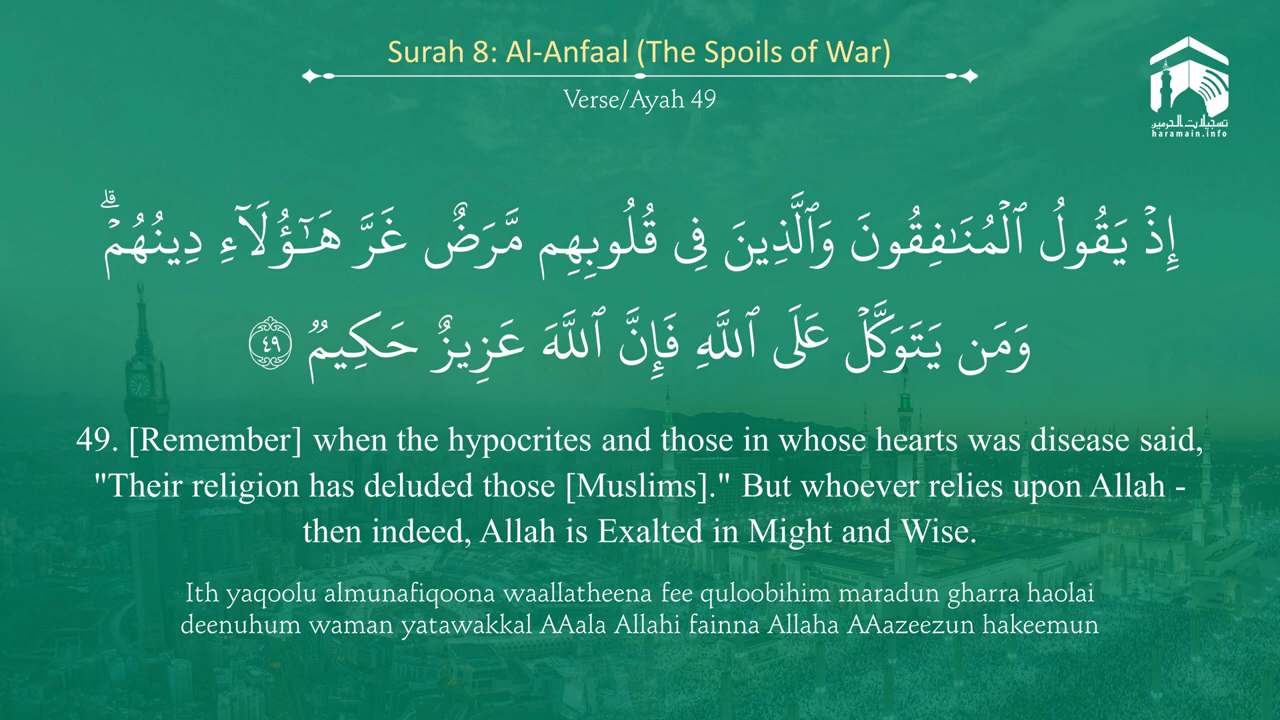 Surah 8: Al-Anfaal (The Spoils of War)
Verse/Ayah 49
تسجيلات الحرمين
haramain.info
إِذْ يَقُولُ ٱلْمُنَـٰفِقُونَ وَٱلَّذِينَ فِى قُلُوبِهِم مَّرَضٌ غَرَّ هَـٰٓؤُلَآءِ دِينُهُمْ ۗ
وَمَن يَتَوَكَّلْ عَلَى ٱللَّهِ فَإِنَّ ٱللَّهَ عَزِيزٌ حَكِيمٌ ٤٩
49. [Remember] when the hypocrites and those in whose hearts was disease said,
"Their religion has deluded those [Muslims]." But whoever relies upon Allah -
then indeed, Allah is Exalted in Might and Wise.
Ith yaqoolu almunafiqoona waallatheena fee quloobihim maradun gharra haolai
deenuhum waman yatawakkal AAala Allahi fainna Allaha AAazeezun hakeemun